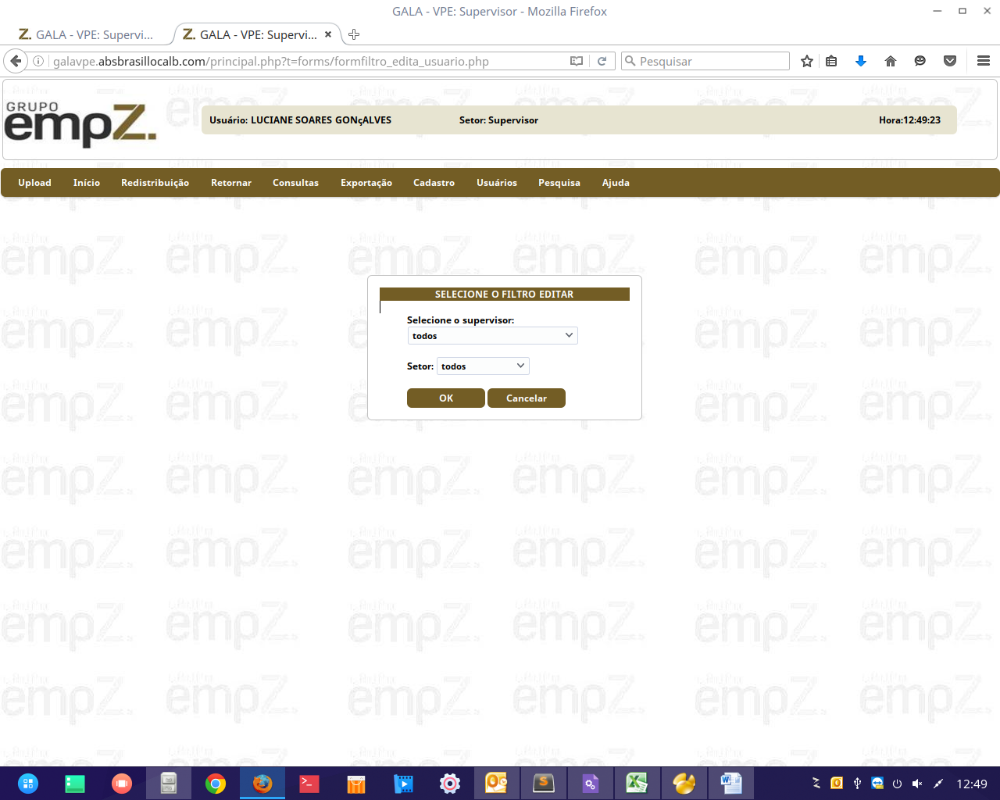 GALA - VPE: Supervisor - Mozilla Firefox
GALA - VPE: Supervi...
GALA - VPE: Supervi...
galavpe.absbrasillocalb.com/principal.php?t=forms/formfiltro_edita_usuario.php
Pesquisar
GRUPO
empZ.
Usuário: LUCIANE SOARES GONçALVES
Setor: Supervisor
Hora:12:49:23
Upload Início Redistribuição Retornar Consultas Exportação Cadastro Usuários Pesquisa Ajuda
SELECIONE O FILTRO EDITAR
Selecione o supervisor:
todos
Setor: todos
OK Cancelar
12:49